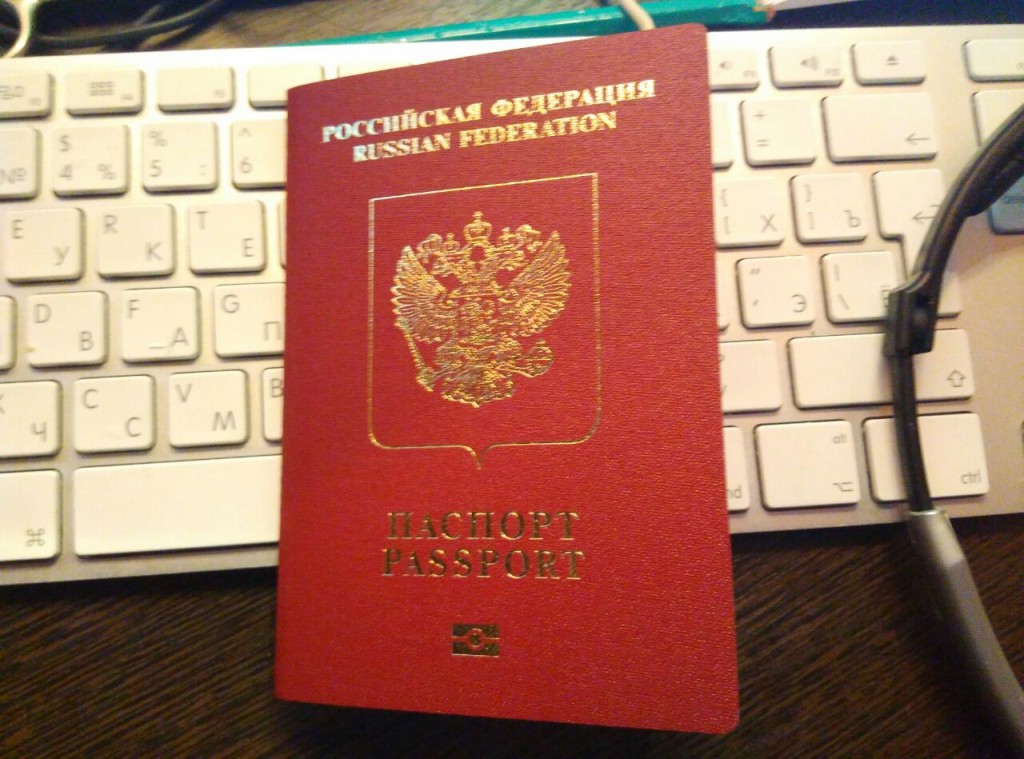 РОССИЙСКАЯ ФЕДЕРАЦИЯ
RUSSIAN FEDERATION
ПАСПОРТ
PASSPORT
№ $ 4 % % 5 : ^ 6 + =
E У R К T Е { [ Х } ] Ъ
D В F А G П " ' Э | \
Ч C С V М B
alt ctrl